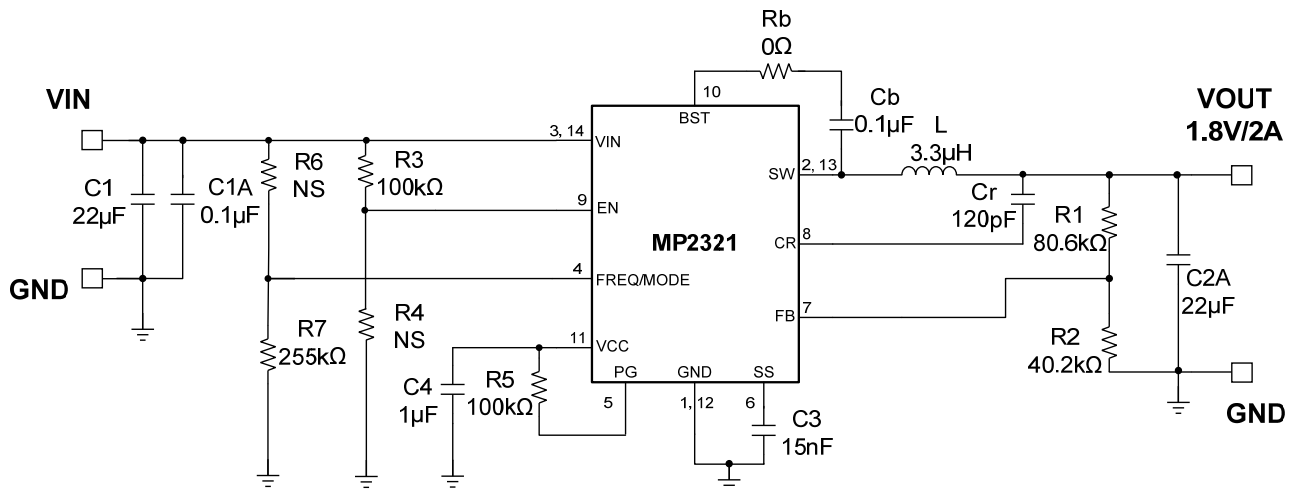 Rb
0Ω
10
BST
VIN
Cb
0.1µF
VOUT
1.8V/2A
L
3.3µH
3, 14
VIN
R6
NS
R3
100kΩ
C1
22µF
C1A
0.1µF
SW
2, 13
Cr
120pF
R1
80.6kΩ
9
EN
MP2321
CR
8
GND
4
FREQ/MODE
C2A
22µF
FB
7
R7
255kΩ
R4
NS
R2
40.2kΩ
11
VCC
C4
1µF
R5
100kΩ
PG
GND
SS
5
1, 12
6
C3
15nF
GND